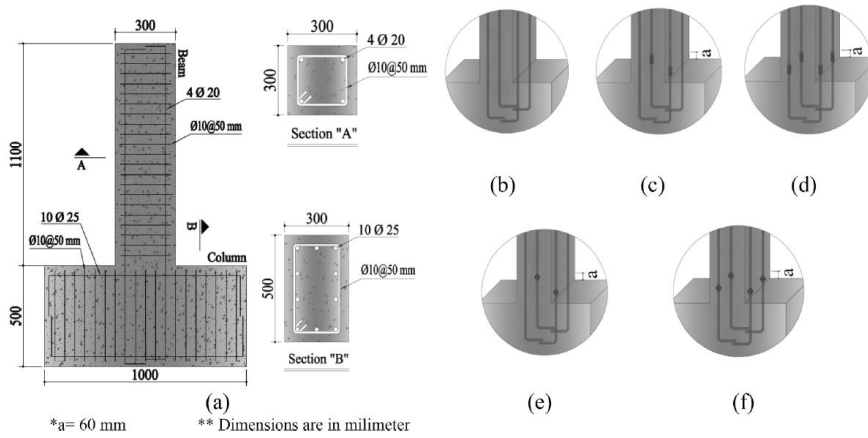 300
Beam
4 Ø 20
Ø10@50 mm
1100
A
B
10 Ø 25
Ø10@50 mm
Column
500
1000
(a)
300
300
4 Ø 20
Ø10@50 mm
Section "A"
300
500
10 Ø 25
Ø10@50 mm
Section "B"
(b)
a
(c)
a
(d)
a
(e)
a
(f)
*a= 60 mm
** Dimensions are in milimeter